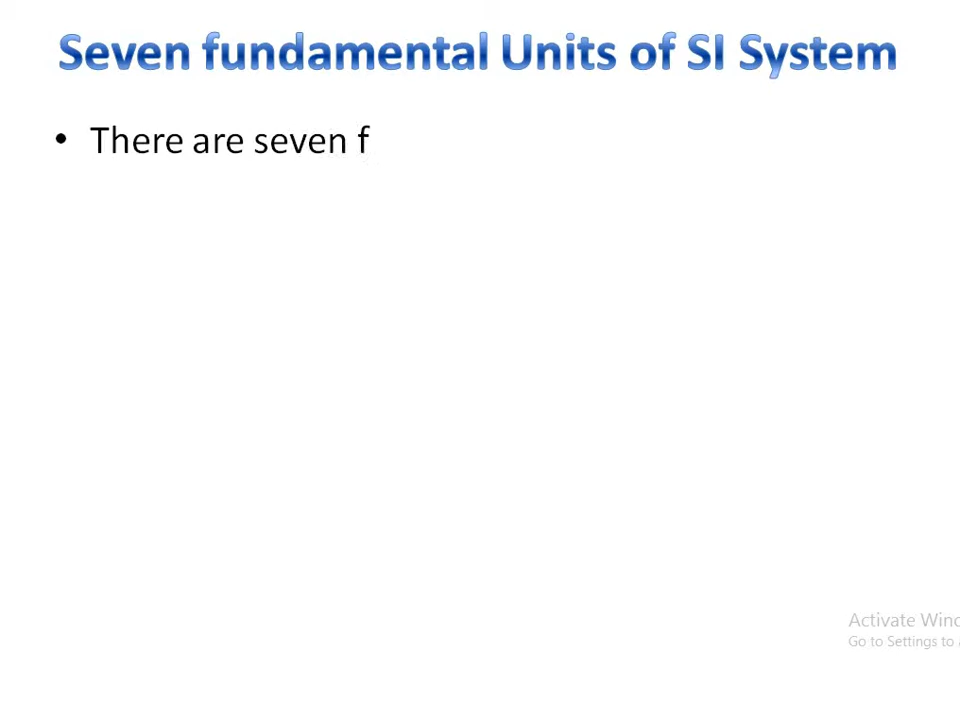 Seven fundamental Units of SI System
• There are seven f
Activate Wind
Go to Settings to